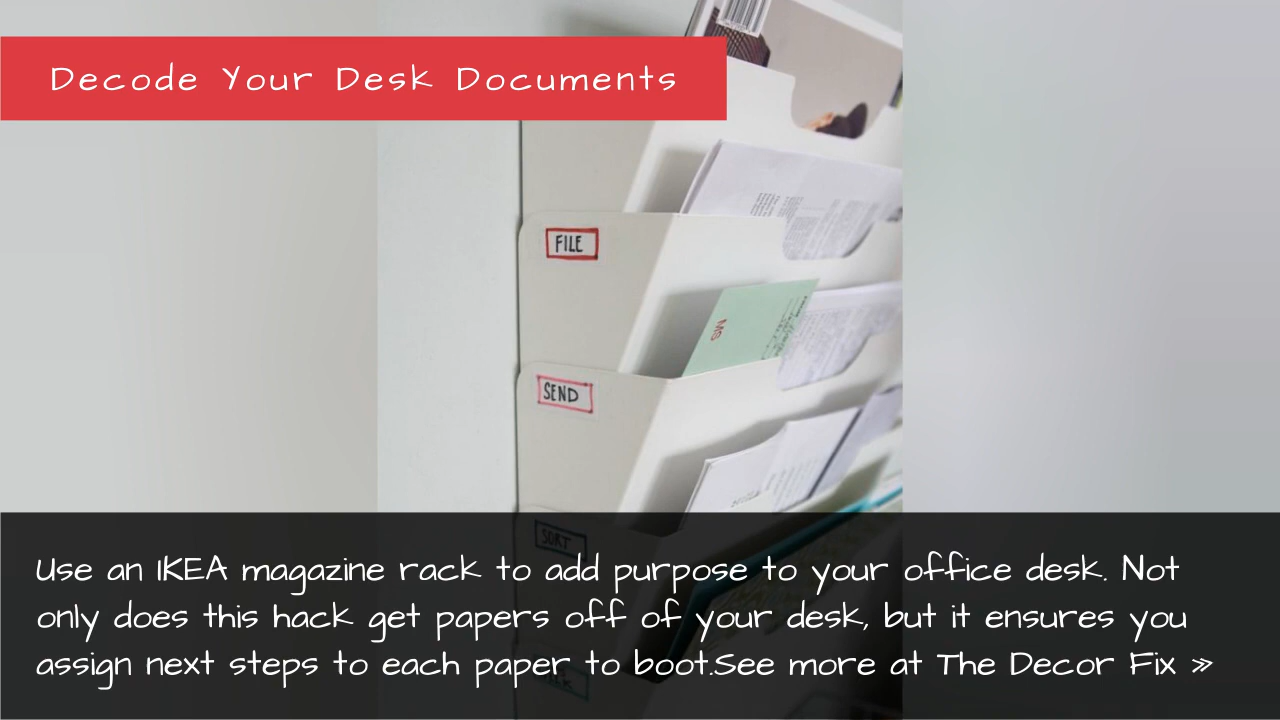 Decode Your Desk Documents
FILE
SEND
SORT
Use an IKEA magazine rack to add purpose to your office desk. Not
only does this hack get papers off of your desk, but it ensures you
assign next steps to each paper to boot.See more at The Decor Fix »